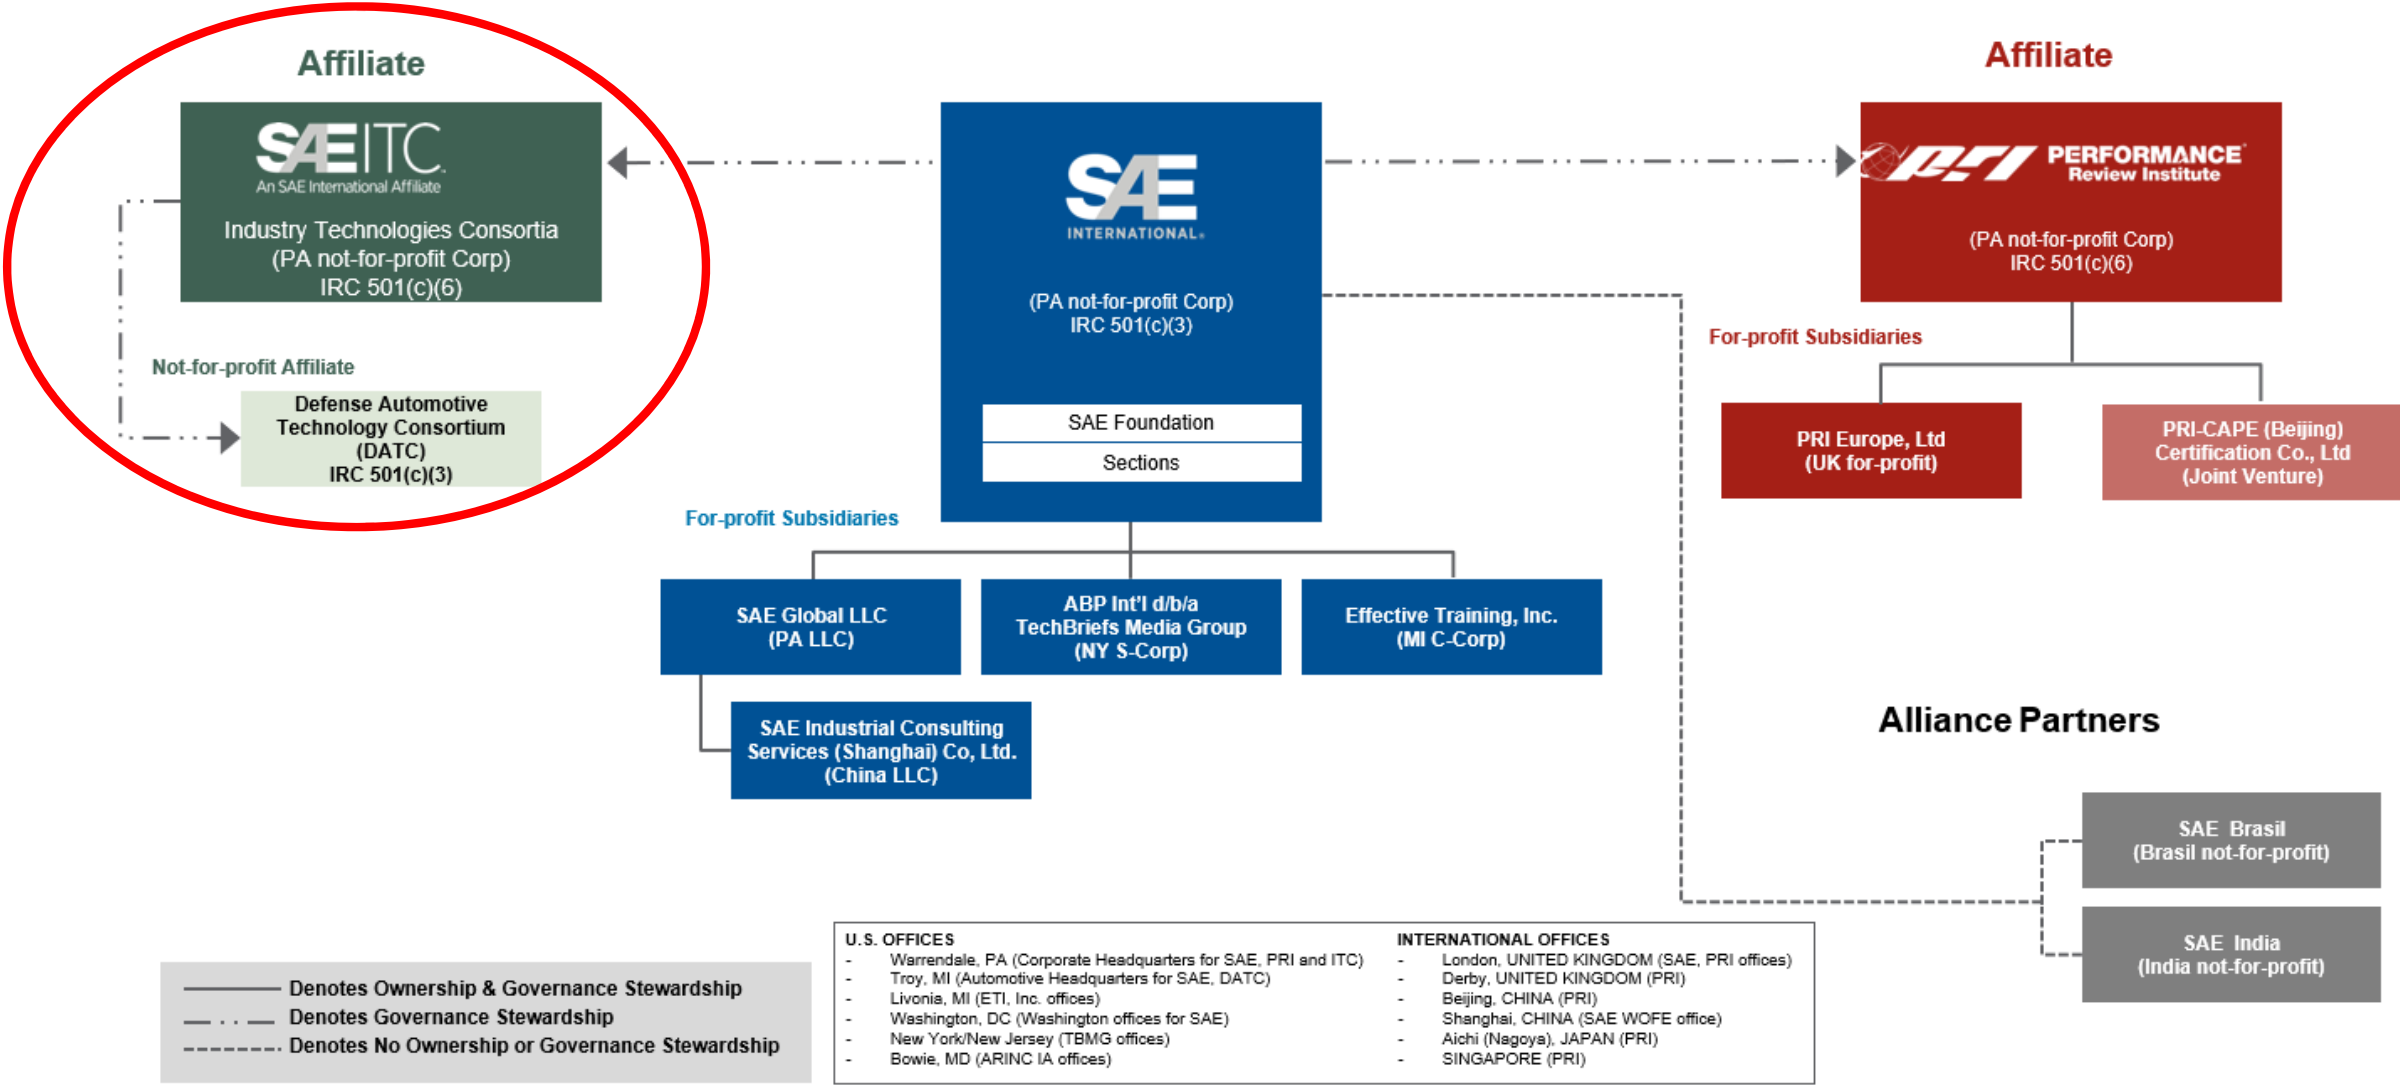 Affiliate
SAE ITC
An SAE International Affiliate
Industry Technologies Consortia
(PA not-for-profit Corp)
IRC 501(c)(6)
Not-for-profit Affiliate
Defense Automotive
Technology Consortium
(DATC)
IRC 501(c)(3)
SAE
INTERNATIONAL®
(PA not-for-profit Corp)
IRC 501(c)(3)
SAE Foundation
Sections
For-profit Subsidiaries
SAE Global LLC
(PA LLC)
ABP Int'l d/b/a
TechBriefs Media Group
(NY S-Corp)
Effective Training, Inc.
(MI C-Corp)
SAE Industrial Consulting
Services (Shanghai) Co, Ltd.
(China LLC)
Affiliate
PRI PERFORMANCE
Review Institute
(PA not-for-profit Corp)
IRC 501(c)(6)
For-profit Subsidiaries
PRI Europe, Ltd
(UK for-profit)
PRI-CAPE (Beijing)
Certification Co., Ltd
(Joint Venture)
Alliance Partners
SAE Brasil
(Brasil not-for-profit)
SAE India
(India not-for-profit)
Denotes Ownership & Governance Stewardship
Denotes Governance Stewardship
Denotes No Ownership or Governance Stewardship
U.S. OFFICES
- Warrendale, PA (Corporate Headquarters for SAE, PRI and ITC)
- Troy, MI (Automotive Headquarters for SAE, DATC)
- Livonia, MI (ETI, Inc. offices)
- Washington, DC (Washington offices for SAE)
- New York/New Jersey (TBMG offices)
- Bowie, MD (ARINC IA offices)
INTERNATIONAL OFFICES
- London, UNITED KINGDOM (SAE, PRI offices)
- Derby, UNITED KINGDOM (PRI)
- Beijing, CHINA (PRI)
- Shanghai, CHINA (SAE WOFE office)
- Aichi (Nagoya), JAPAN (PRI)
- SINGAPORE (PRI)